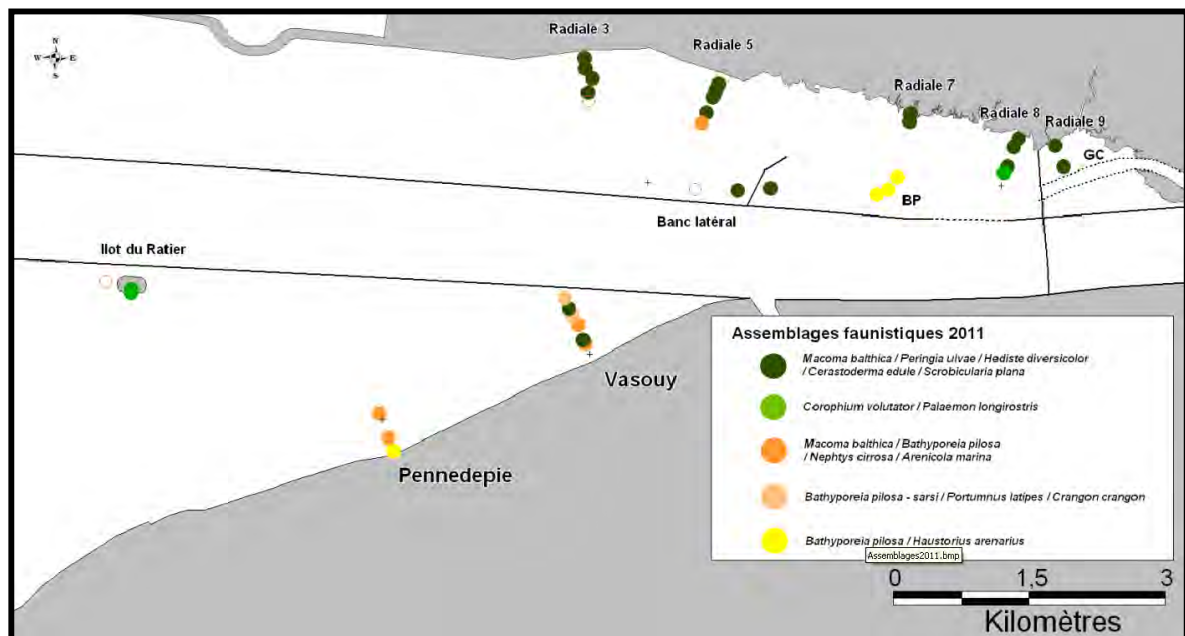 Radiale 3
Radiale 5
N
W E
S
Radiale 7
Radiale 8
Radiale 9
GC
BP
Banc latéral
Ilot du Ratier
Assemblages faunistiques 2011
Macoma balthica / Peringia ulvae / Hediste diversicolor
/ Cerastoderma edule / Scrobicularia plana
Vasouy
Corophium volutator / Palaemon longirostris
Macoma balthica / Bathyporeia pilosa
/ Nephtys cirrosa / Arenicola marina
Pennedepie
Bathyporeia pilosa - sarsi / Portumnus latipes / Crangon crangon
Bathyporeia pilosa / Haustorius arenarius
Assemblages2011.bmp
0 1,5 3
Kilomètres